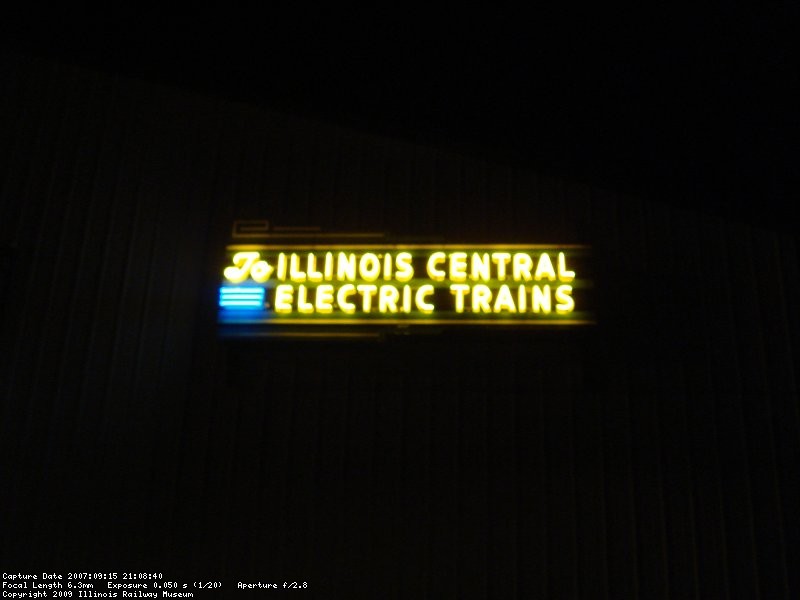 To ILLINOIS CENTRAL
ELECTRIC TRAINS
Capture Date 2007:09:15 21:08:40
Focal Length 6.3mm Exposure 0.050 s (1/20) Aperture f/2.8
Copyright 2009 Illinois Railway Museum